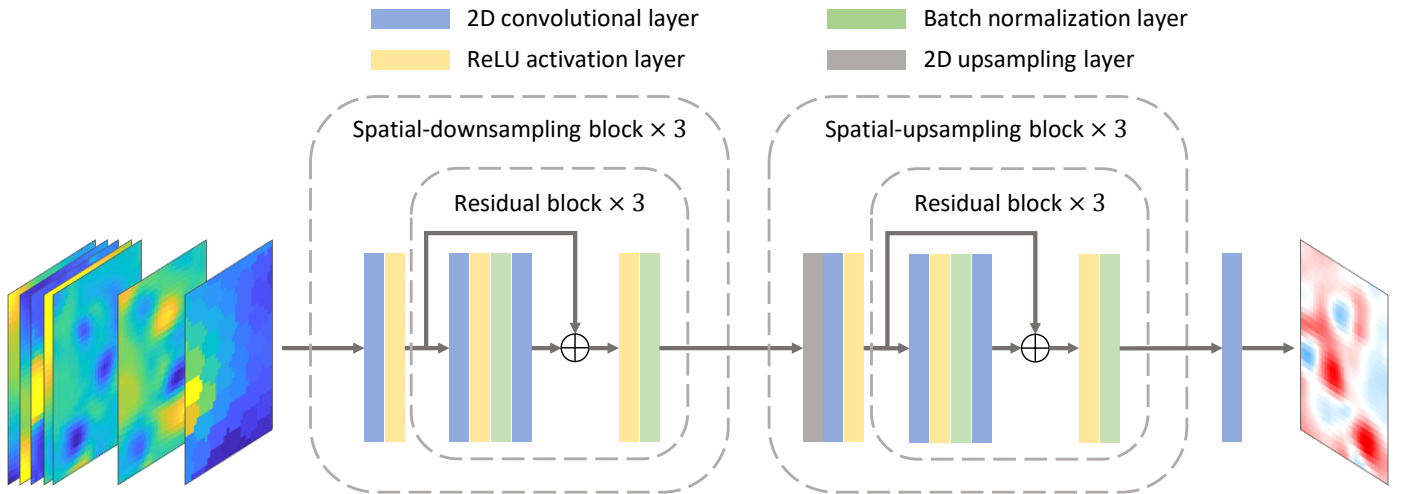 2D convolutional layer
Batch normalization layer
ReLU activation layer
2D upsampling layer
Spatial-downsampling block × 3
Spatial-upsampling block × 3
Residual block × 3
Residual block × 3